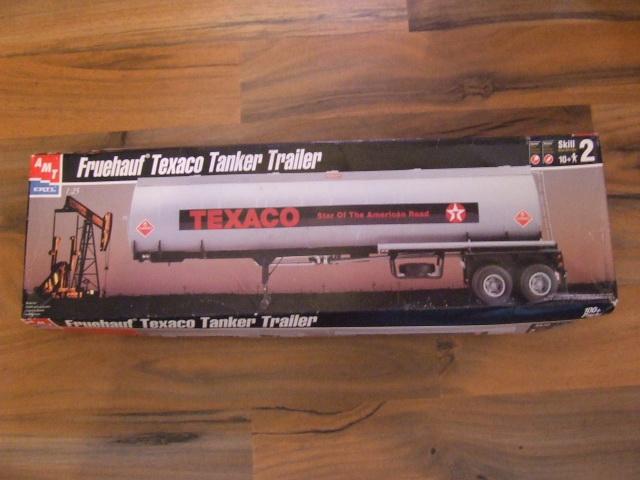 AMT
ERTL
1:25
Fruehauf® Texaco Tanker Trailer
Skill 2
10+
TEXACO Star Of The American Road
T
100+
Fruehauf® Texaco Tanker Trailer